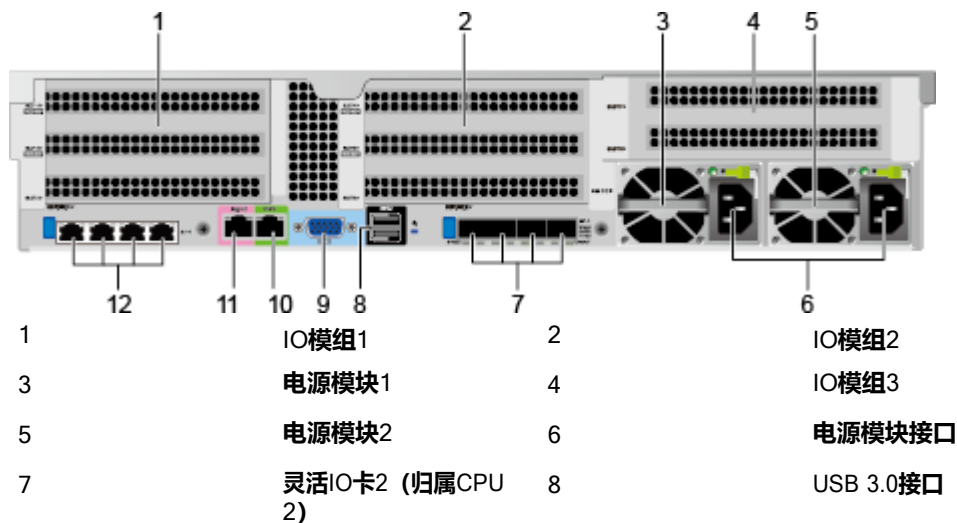 1 2 3 4 5
12 11 10 9 8 7 6
1 IO模组1 2 IO模组2
3 电源模块1 4 IO模组3
5 电源模块2 6 电源模块接口
7 灵活IO卡2（归属CPU 8 USB 3.0接口
2）